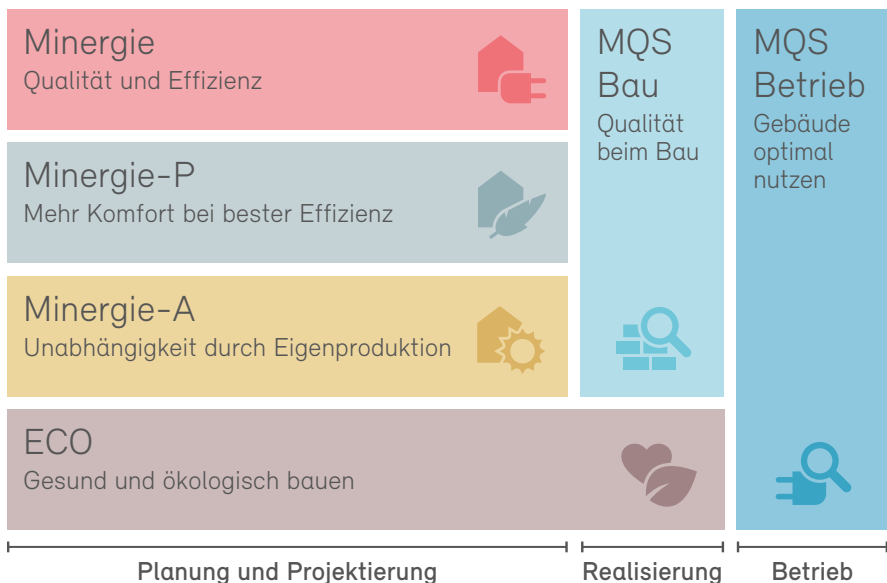 Minergie
Qualität und Effizienz
Minergie-P
Mehr Komfort bei bester Effizienz
Minergie-A
Unabhängigkeit durch Eigenproduktion
ECO
Gesund und ökologisch bauen
MQS
Bau
Qualität
beim Bau
MQS
Betrieb
Gebäude
optimal
nutzen
Planung und Projektierung
Realisierung
Betrieb